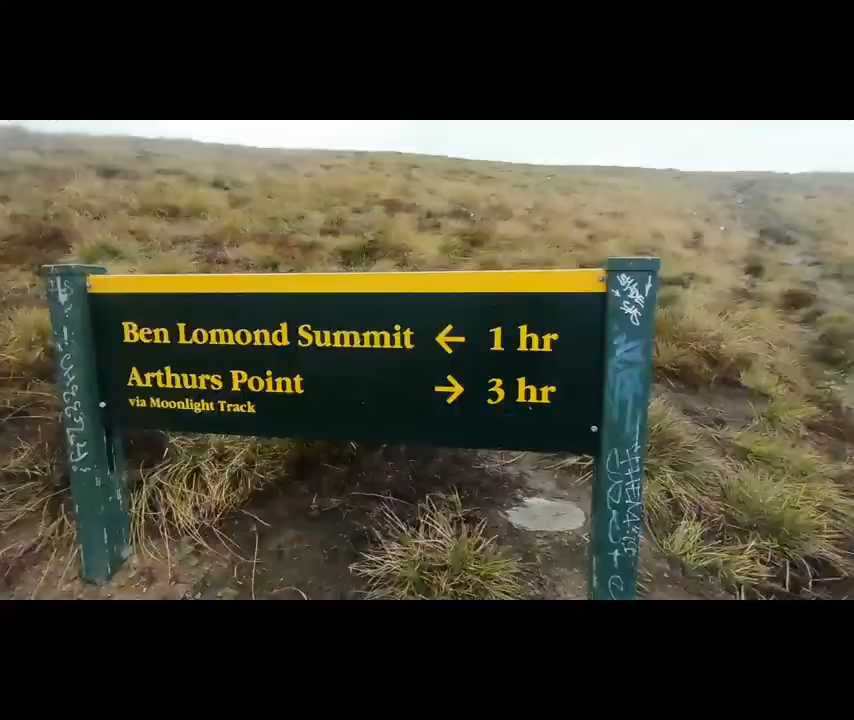 Ben Lomond Summit ← 1 hr
Arthurs Point → 3 hr
via Moonlight Track